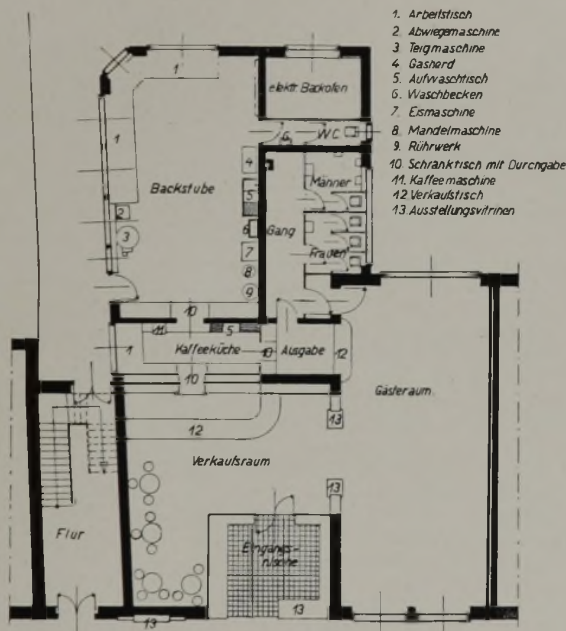 1. Arbeitstisch
2 Abwiegemaschine
3 Teigmaschine
4 Gasherd
5. Aufwaschtisch
6. Waschbecken
7 Eismaschine
8 Mandelmaschine
9. Rührwerk
10 Schranktisch mit Durchgabe
11. Kaffeemaschine
12 Verkaufstisch
13 Ausstellungsvitrinen
1
elektr. Backofen
1
6 WC
4
Männer
Backstube
5
2
6
Gang
3
7
Frauen
8
9
10
11
5
1
Kaffeeküche
10
Ausgabe
12
10
Gästeraum
12
13
Verkaufsraum
13
Flur
Eingangs-
nische
13
13